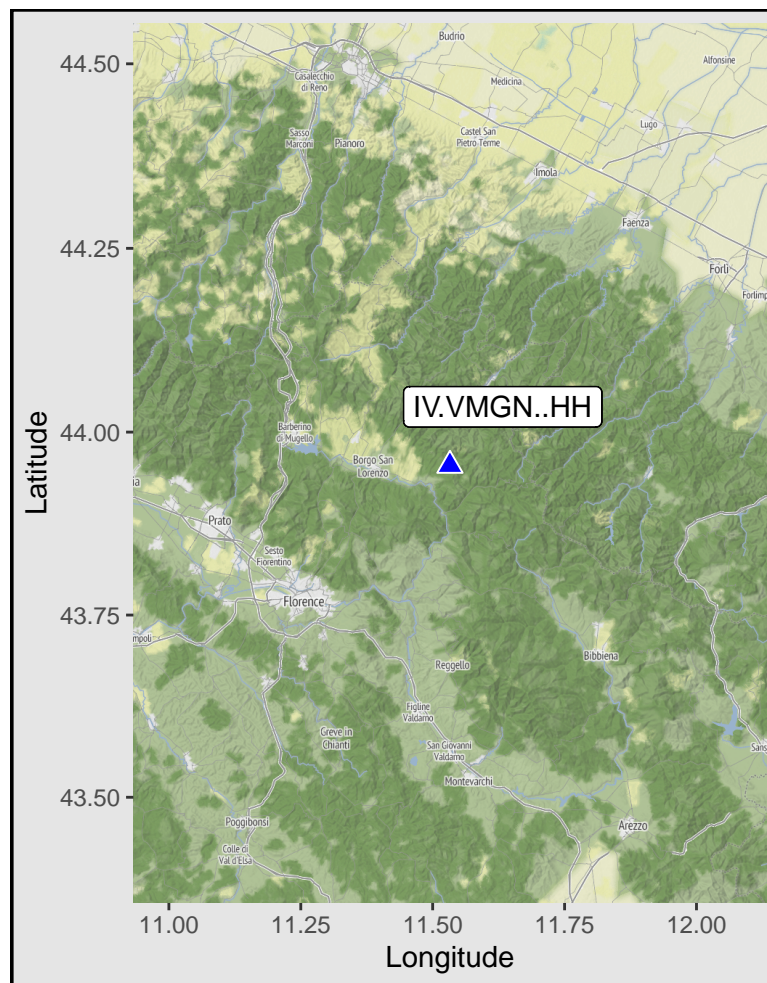 Budrio
44.50
Alfonsine
Casalecchio
di Reno
Medicina
Sasso
Marconi
Pianoro
Castel San
Pietro Terme
Lugo
Imola
44.25
Faenza
Forlì
Forlimp
IV.VMGN..HH
44.00
Barberino
di Mugello
Borgo San
Lorenzo
Latitude
Prato
Sesto
Fiorentino
Florence
43.75
mpoli
Bibbiena
Reggello
Figline
Valdarno
Greve in
Chianti
San Giovanni
Valdarno
Sans
Montevarchi
43.50
Poggibonsi
Arezzo
Colle di
Val d'Elsa
11.00
11.25
11.50
11.75
12.00
Longitude